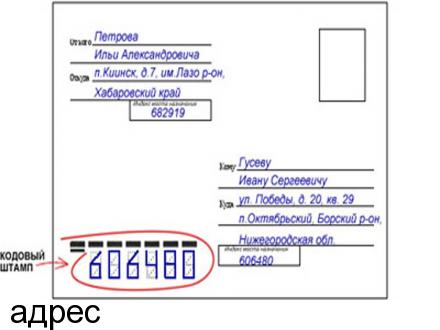 От кого Петрова
Ильи Александровича
Откуда п.Киинск, д.7, им.Лазо р-он,
Хабаровский край
Индекс места назначения
682919
Кому Гусеву
Ивану Сергеевичу
Куда ул. Победы, д. 20, кв. 29
п.Октябрьский, Борский р-он,
Нижегородская обл.
Индекс места назначения
606480
КОДОВЫЙ
ШТАМП
606480
адрес